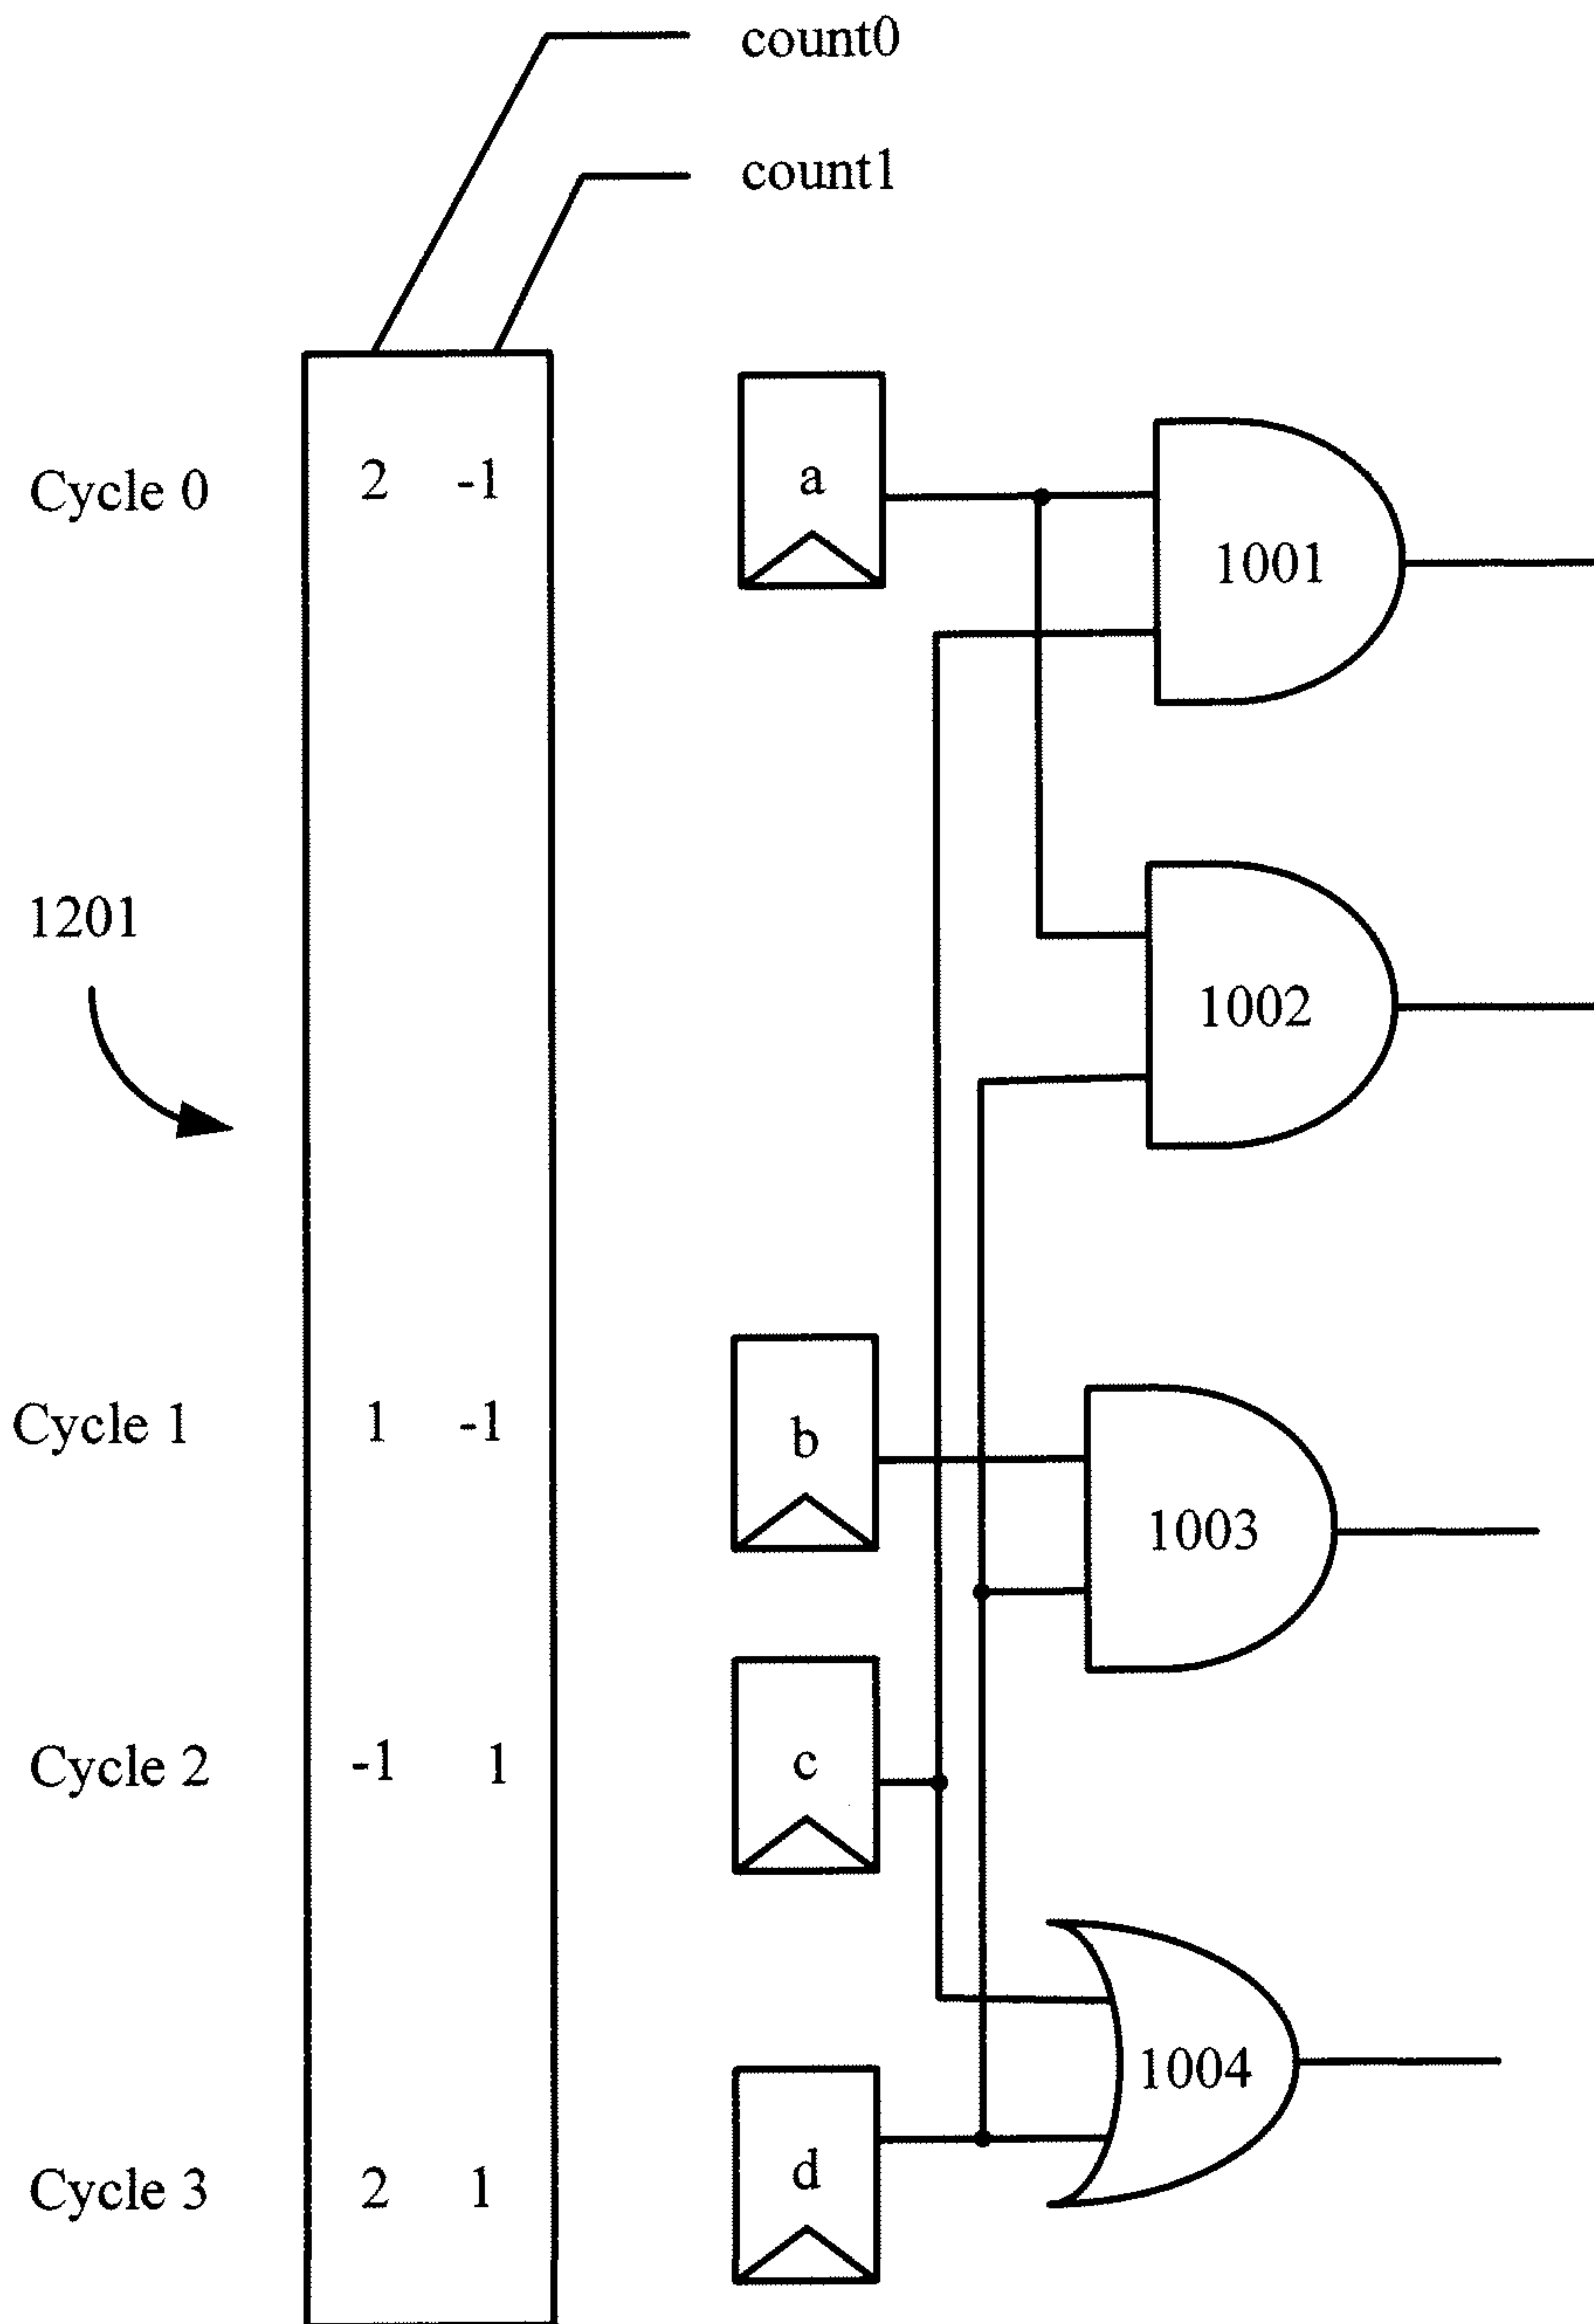 count0
count1
Cycle 0 2 -1 a 1001
1201
1002
Cycle 1 1 -1 b 1003
Cycle 2 -1 1 c
1004
Cycle 3 2 1 d